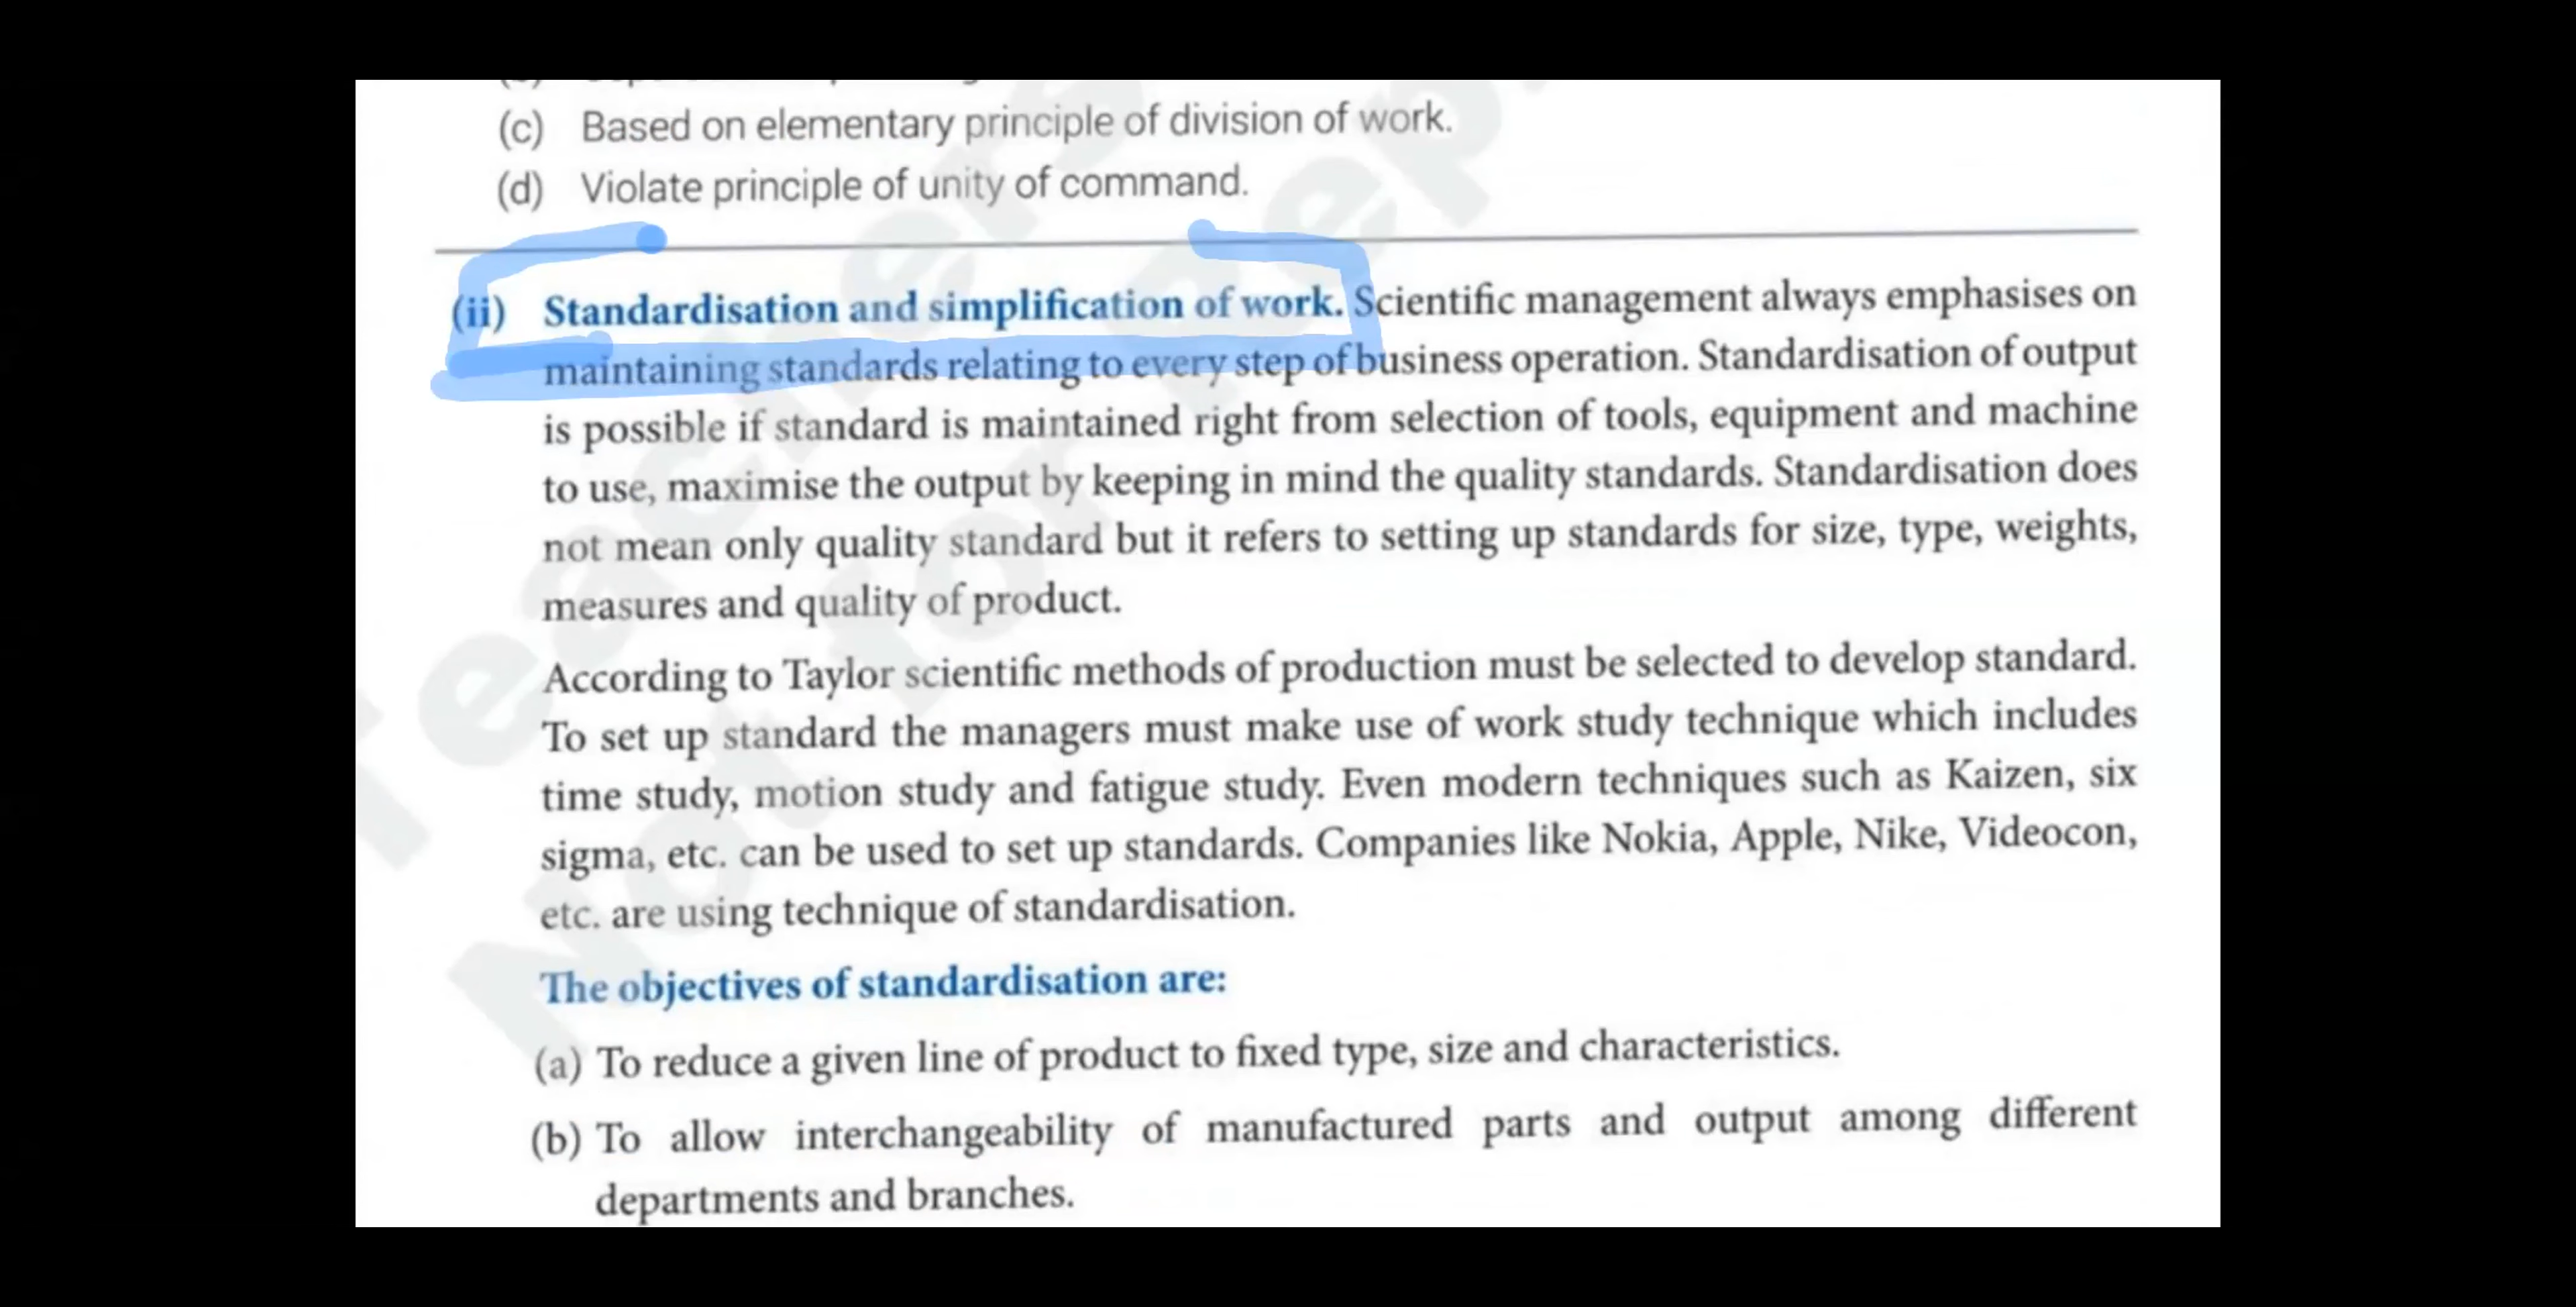 (c) Based on elementary principle of division of work.
(d) Violate principle of unity of command.
(ii) Standardisation and simplification of work. Scientific management always emphasises on
maintaining standards relating to every step of business operation. Standardisation of output
is possible if standard is maintained right from selection of tools, equipment and machine
to use, maximise the output by keeping in mind the quality standards. Standardisation does
not mean only quality standard but it refers to setting up standards for size, type, weights,
measures and quality of product.
According to Taylor scientific methods of production must be selected to develop standard.
To set up standard the managers must make use of work study technique which includes
time study, motion study and fatigue study. Even modern techniques such as Kaizen, six
sigma, etc. can be used to set up standards. Companies like Nokia, Apple, Nike, Videocon,
etc. are using technique of standardisation.
The objectives of standardisation are:
(a) To reduce a given line of product to fixed type, size and characteristics.
(b) To allow interchangeability of manufactured parts and output among different
departments and branches.